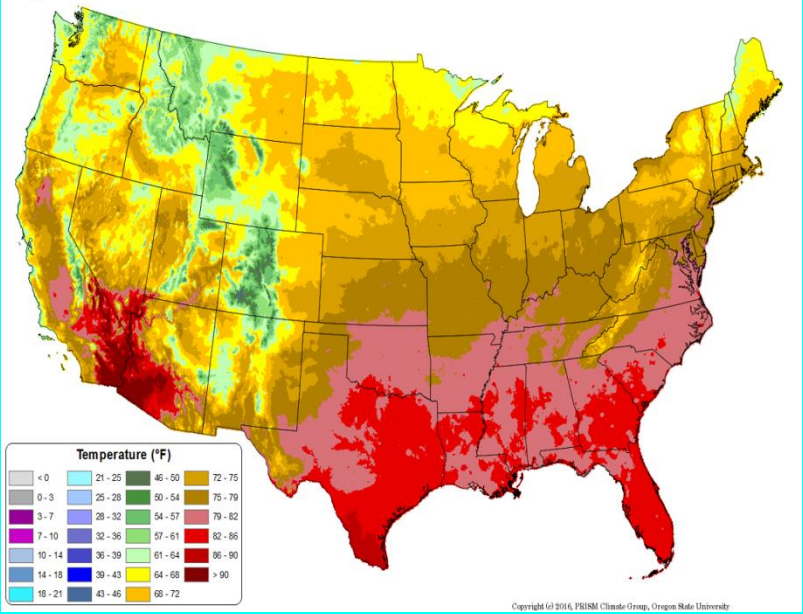 Temperature (°F)
< 0 21 - 25 46 - 50 72 - 75
0 - 3 25 - 28 50 - 54 75 - 79
3 - 7 28 - 32 54 - 57 79 - 82
7 - 10 32 - 36 57 - 61 82 - 86
10 - 14 36 - 39 61 - 64 86 - 90
14 - 18 39 - 43 64 - 68 > 90
18 - 21 43 - 46 68 - 72
Copyright (c) 2016, PRISM Climate Group, Oregon State University